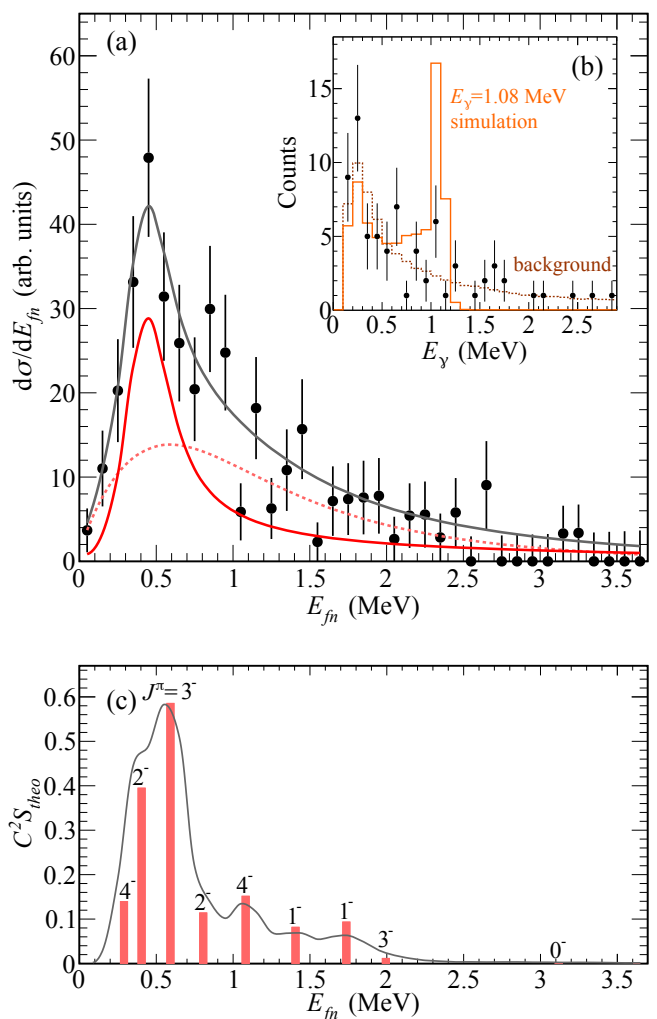 (a)
60
50
40
30
20
10
0
dσ/dE_fn (arb. units)
0 0.5 1 1.5 2 2.5 3 3.5
E_fn (MeV)
(b)
15
10
5
0
Counts
E_γ=1.08 MeV
simulation
background
0.5 1.0 1.5 2.0 2.5
E_γ (MeV)
(c)
0.6
0.5
0.4
0.3
0.2
0.1
0
C²S_theo
J^π=3⁻
2⁻
4⁻
2⁻
4⁻
1⁻
1⁻
3⁻
0⁻
0 0.5 1 1.5 2 2.5 3 3.5
E_fn (MeV)